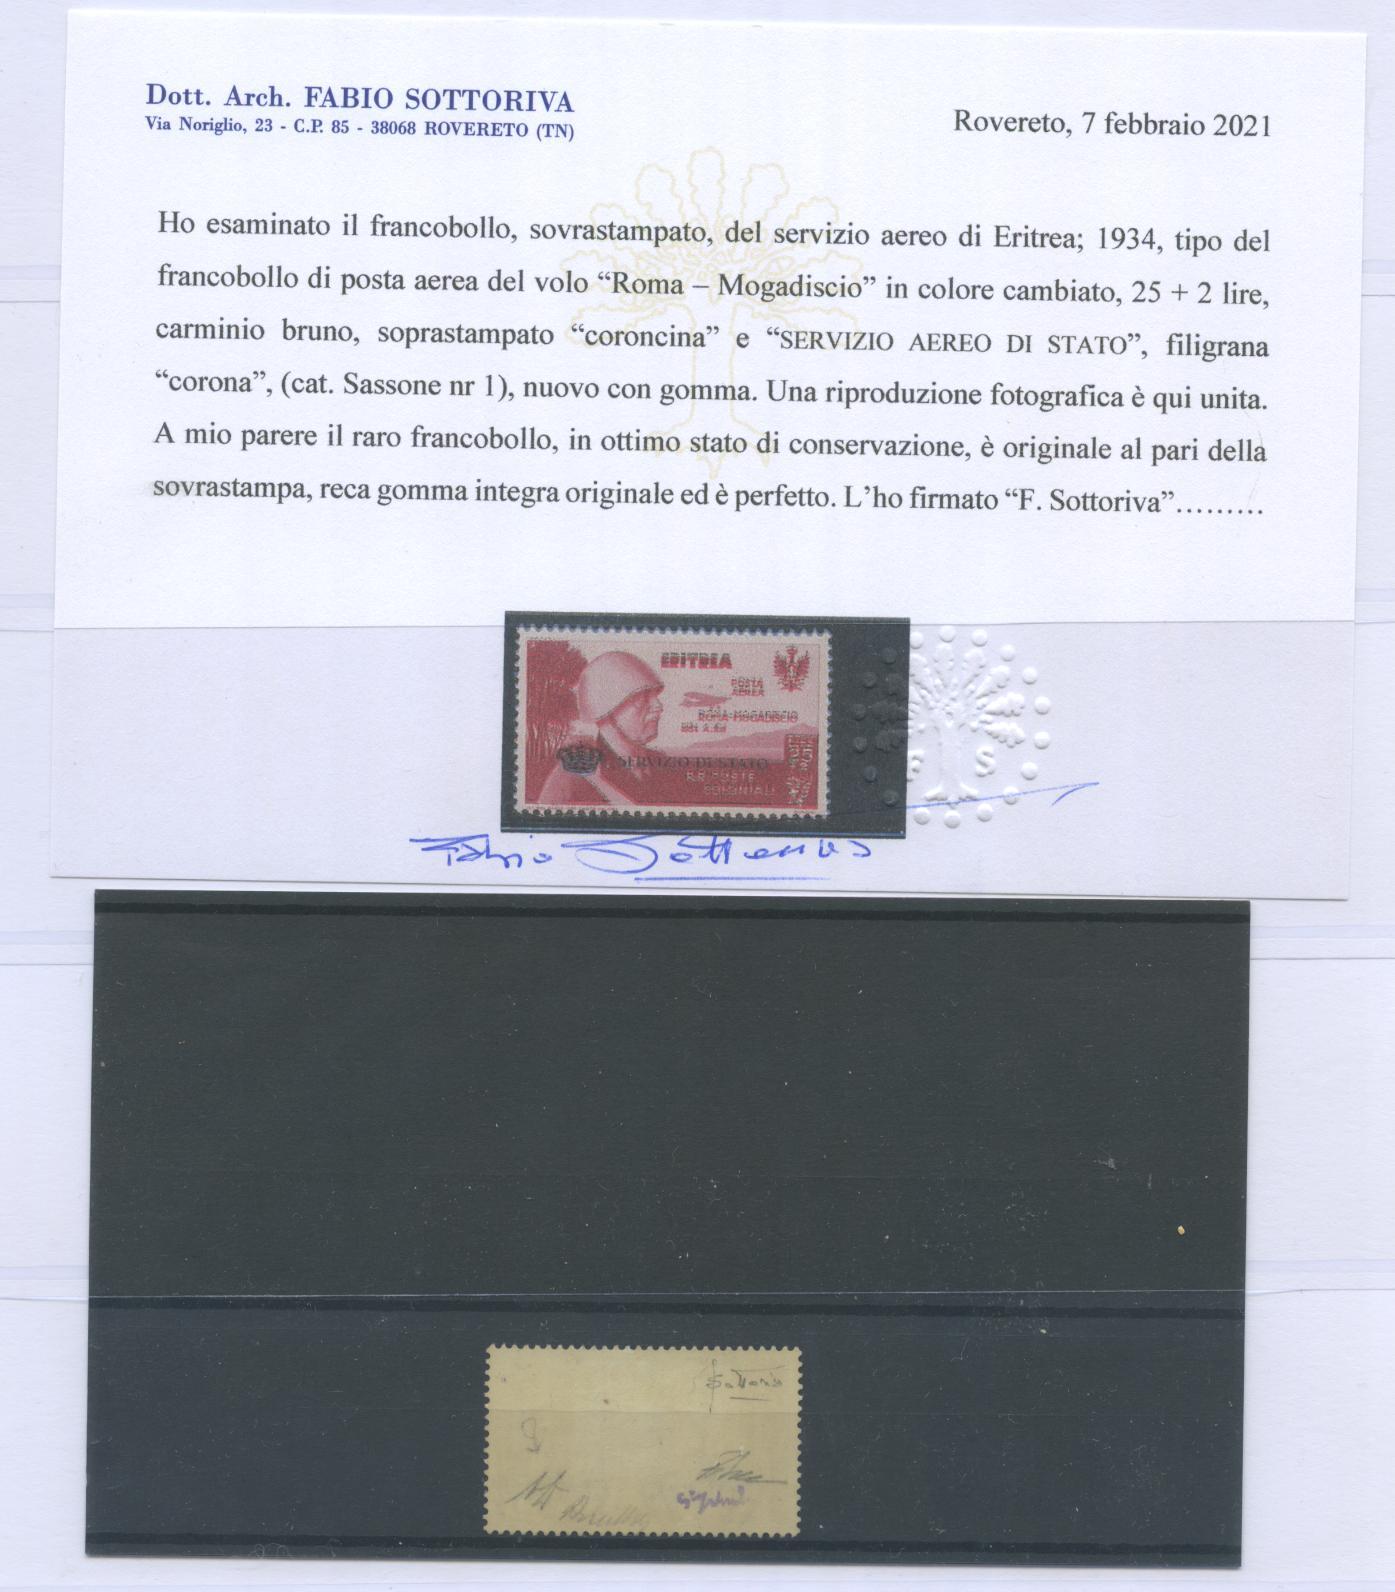 Dott. Arch. FABIO SOTTORIVA
Via Noriglio, 23 - C.P. 85 - 38068 ROVERETO (TN)
Rovereto, 7 febbraio 2021
Ho esaminato il francobollo, sovrastampato, del servizio aereo di Eritrea; 1934, tipo del
francobollo di posta aerea del volo “Roma – Mogadiscio” in colore cambiato, 25 + 2 lire,
carminio bruno, soprastampato “coroncina” e “SERVIZIO AEREO DI STATO”, filigrana
“corona”, (cat. Sassone nr 1), nuovo con gomma. Una riproduzione fotografica è qui unita.
A mio parere il raro francobollo, in ottimo stato di conservazione, è originale al pari della
sovrastampa, reca gomma integra originale ed è perfetto. L’ho firmato “F. Sottoriva”.........
ERITREA
POSTA
AEREA
ROMA-MOGADISCIO
SERVIZIO DI STATO
R.R. POSTE
COLONIALI
F S
Fabio Sottoriva